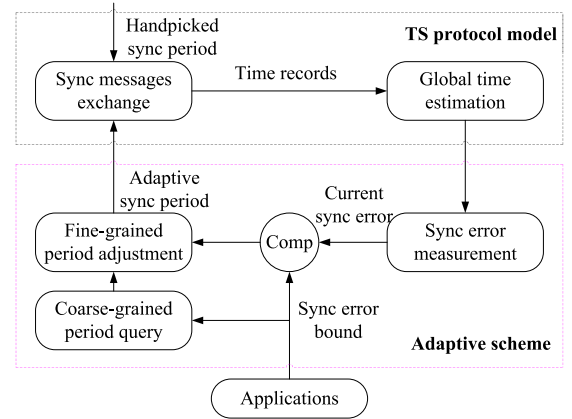 Handpicked
sync period
TS protocol model
Sync messages
exchange
Time records
Global time
estimation
Adaptive
sync period
Current
sync error
Fine-grained
period adjustment
Comp
Sync error
measurement
Coarse-grained
period query
Sync error
bound
Adaptive scheme
Applications